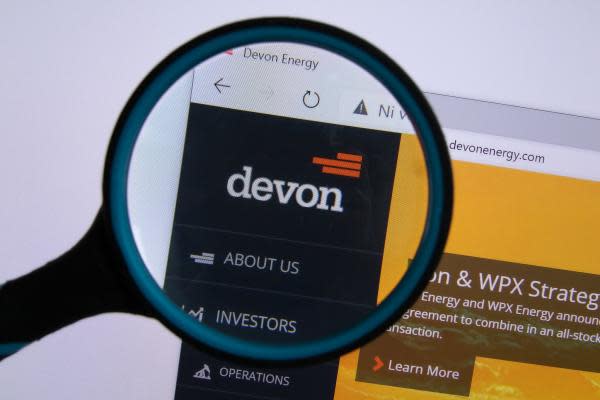 Devon Energy
Ni
devonenergy.com
devon
ABOUT US
INVESTORS
OPERATIONS
on & WPX Strateg
Energy and WPX Energy announ
greement to combine in an all-stock
ansaction.
Learn More